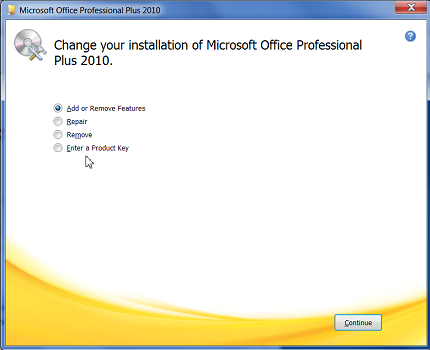 Microsoft Office Professional Plus 2010
Change your installation of Microsoft Office Professional
Plus 2010.
?
Add or Remove Features
Repair
Remove
Enter a Product Key
Continue